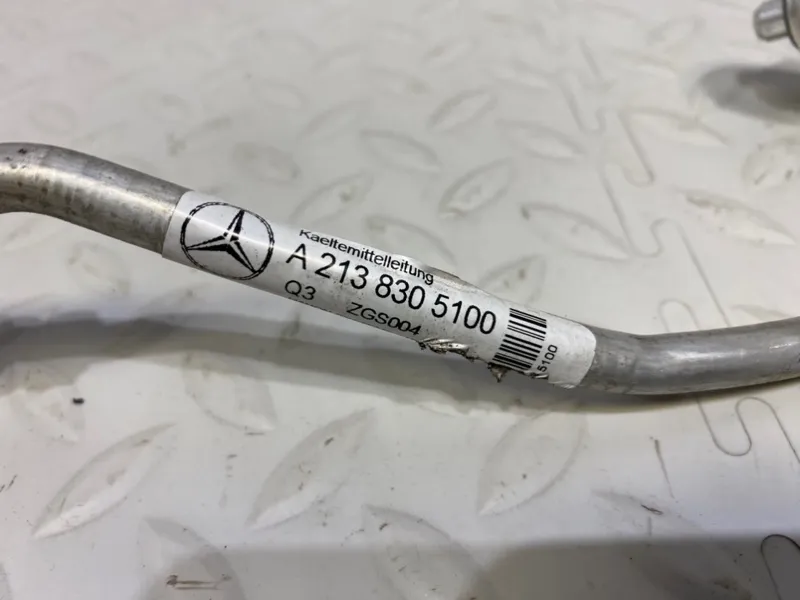 Kaeltemittelleitung
A 213 830 5100
Q3 ZGS004
5100